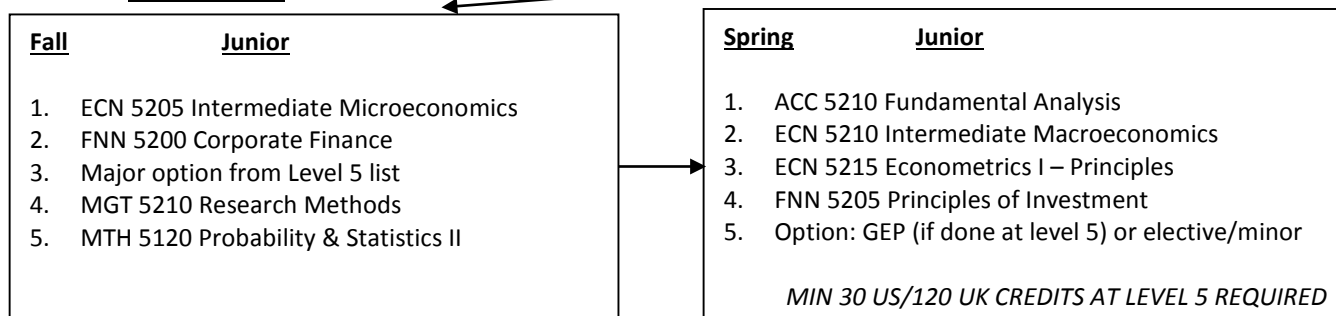 Fall Junior
1. ECN 5205 Intermediate Microeconomics
2. FNN 5200 Corporate Finance
3. Major option from Level 5 list
4. MGT 5210 Research Methods
5. MTH 5120 Probability & Statistics II
Spring Junior
1. ACC 5210 Fundamental Analysis
2. ECN 5210 Intermediate Macroeconomics
3. ECN 5215 Econometrics I – Principles
4. FNN 5205 Principles of Investment
5. Option: GEP (if done at level 5) or elective/minor
MIN 30 US/120 UK CREDITS AT LEVEL 5 REQUIRED